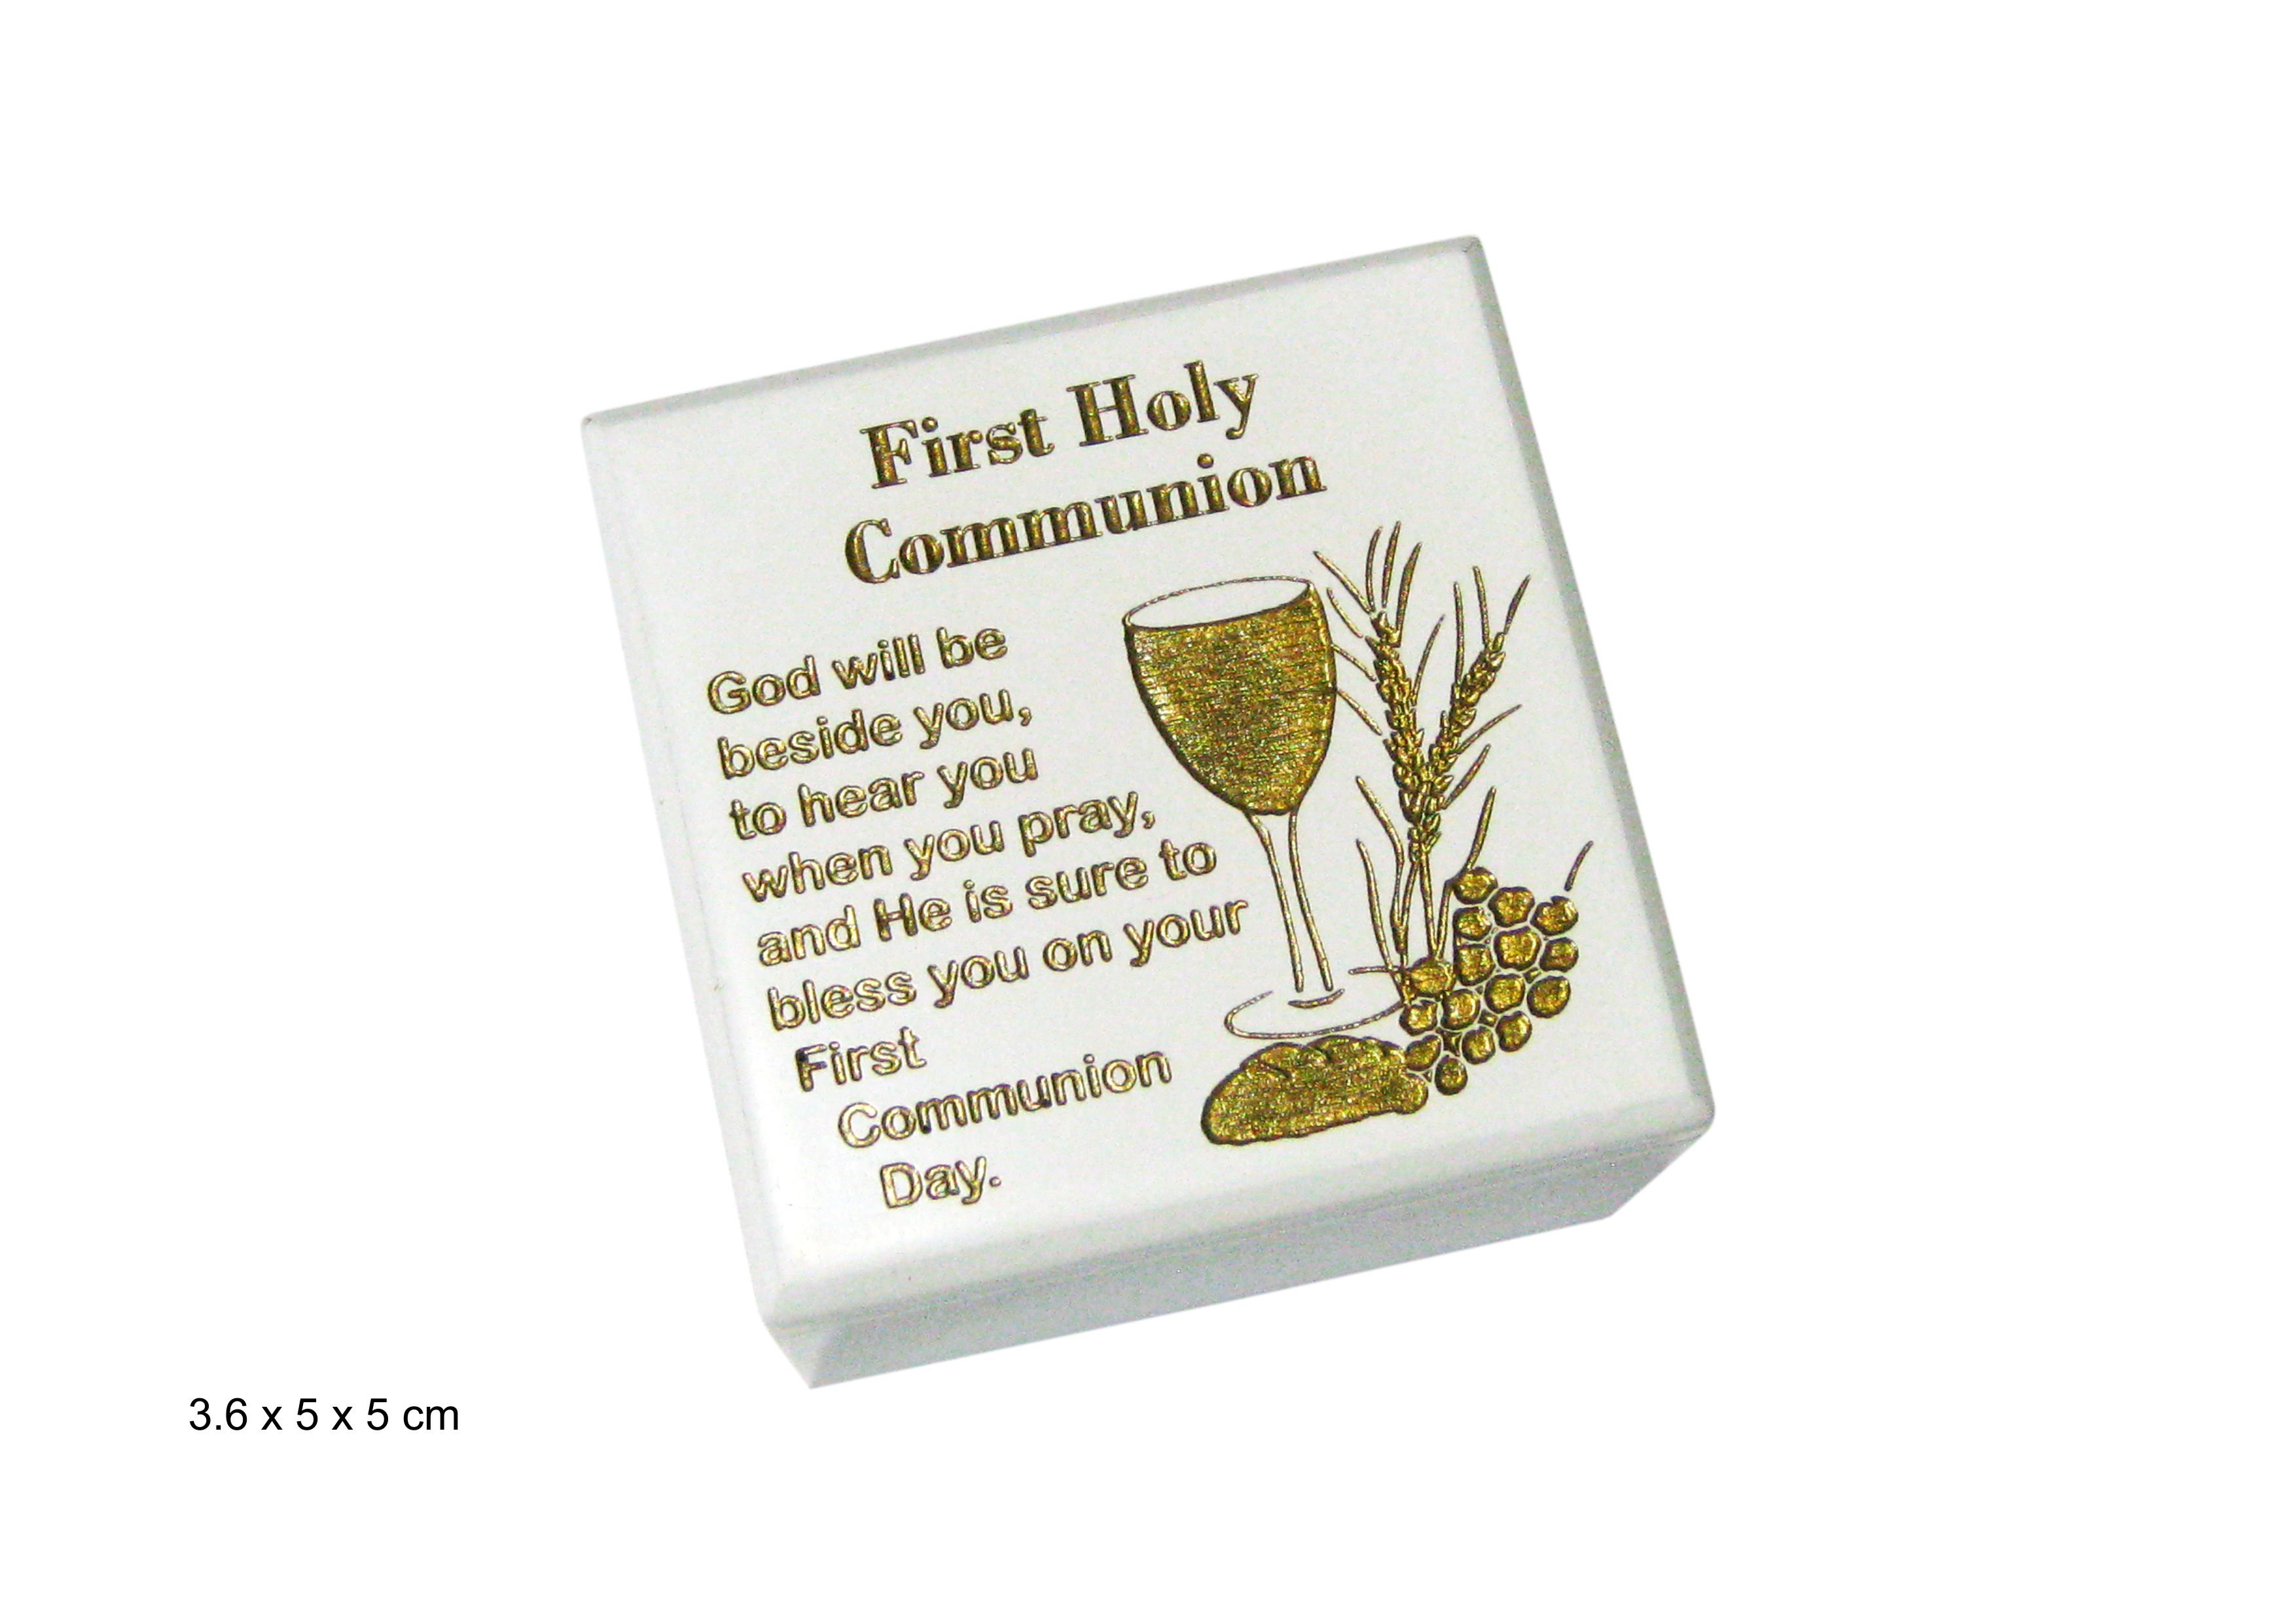 First Holy
Communion
God will be
beside you,
to hear you
when you pray,
and He is sure to
bless you on your
First
Communion
Day.
3.6 x 5 x 5 cm